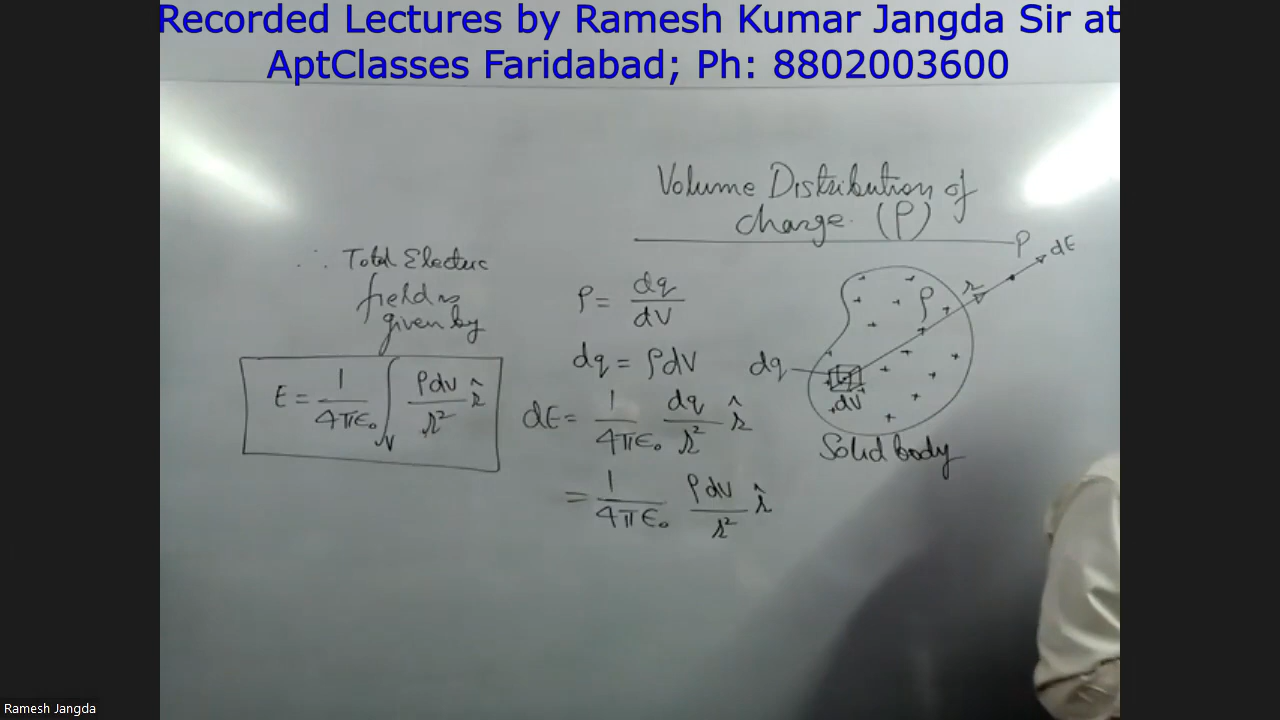 Recorded Lectures by Ramesh Kumar Jangda Sir at
AptClasses Faridabad; Ph: 8802003600
Volume Distribution of
charge (ρ)
P
dE
r
ρ
dq
dV
Solid body
ρ = dq/dV
dq = ρdV
dE = 1/4πϵ₀ dq/r² r̂
= 1/4πϵ₀ ρdv/r² r̂
∴ Total Electric
field is
given by
E = 1/4πϵ₀ ∫v ρdv/r² r̂
Ramesh Jangda